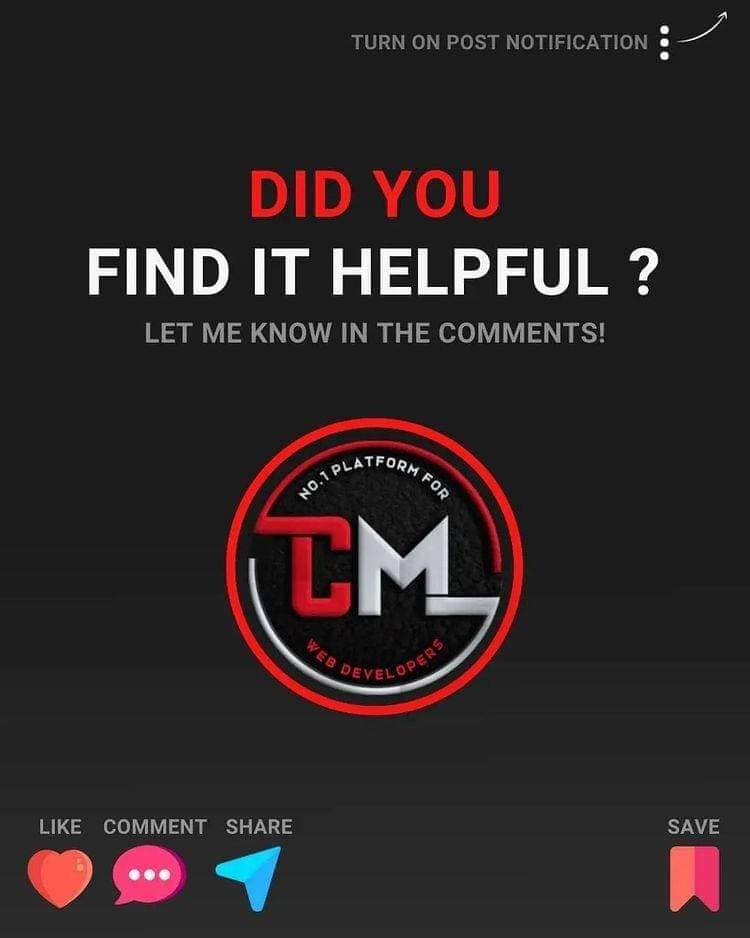 TURN ON POST NOTIFICATION
DID YOU
FIND IT HELPFUL ?
LET ME KNOW IN THE COMMENTS!
NO.1 PLATFORM FOR
CM
WEB DEVELOPERS
LIKE COMMENT SHARE SAVE